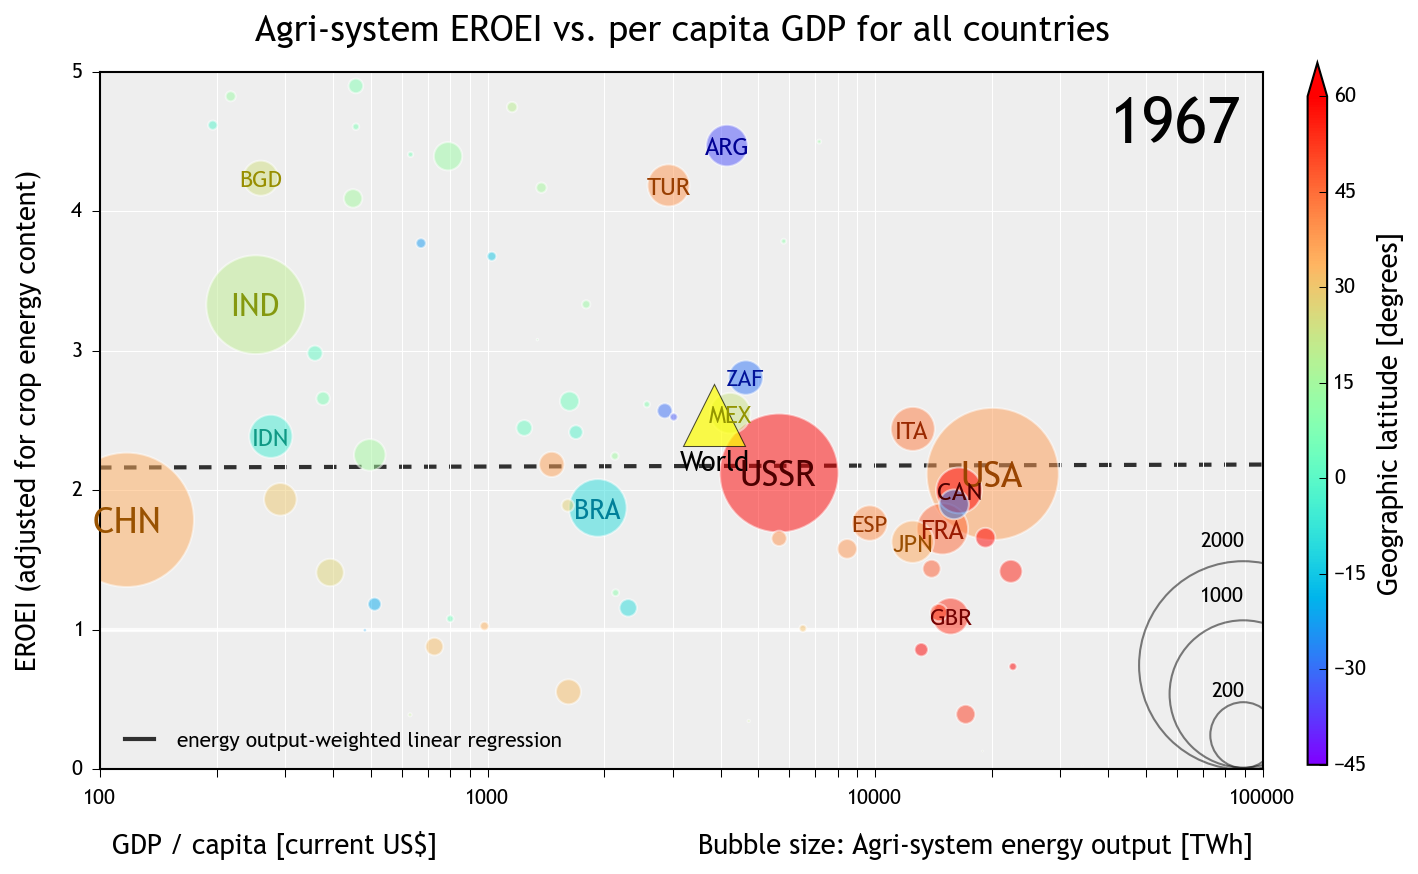 Agri-system EROEI vs. per capita GDP for all countries
1967
EROEI (adjusted for crop energy content)
5
4
3
2
1
0
BGD
IND
IDN
CHN
TUR
ARG
ZAF
MEX
World
USSR
BRA
ITA
USA
CAN
ESP
JPN
FRA
GBR
2000
1000
200
energy output-weighted linear regression
100
1000
10000
100000
GDP / capita [current US$]
Bubble size: Agri-system energy output [TWh]
60
45
30
15
0
−15
−30
−45
Geographic latitude [degrees]